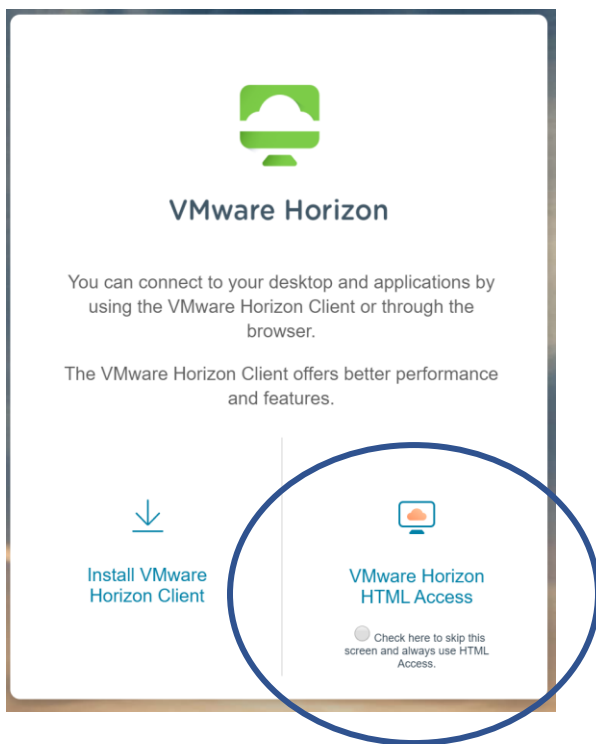 VMware Horizon
You can connect to your desktop and applications by
using the VMware Horizon Client or through the
browser.
The VMware Horizon Client offers better performance
and features.
Install VMware
Horizon Client
VMware Horizon
HTML Access
Check here to skip this
screen and always use HTML
Access.